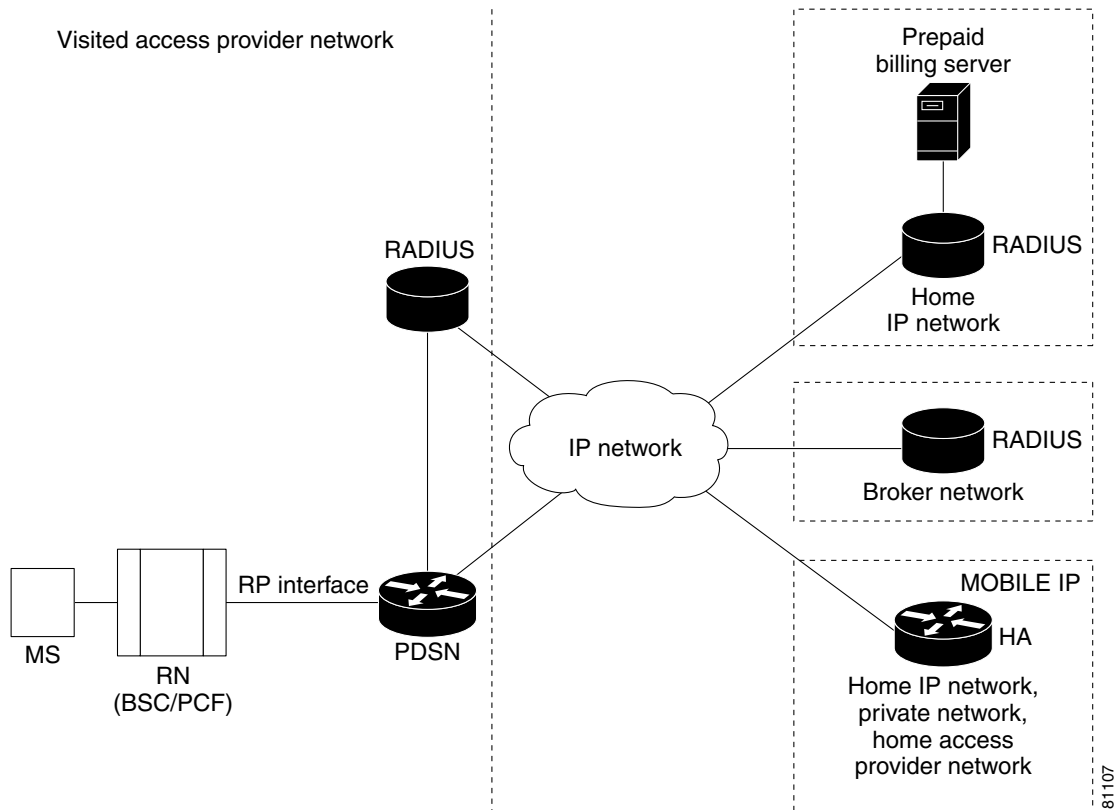 Visited access provider network
Prepaid
billing server
RADIUS
RADIUS
Home
IP network
IP network
RADIUS
Broker network
RP interface
MOBILE IP
MS
RN
(BSC/PCF)
PDSN
HA
Home IP network,
private network,
home access
provider network
81107